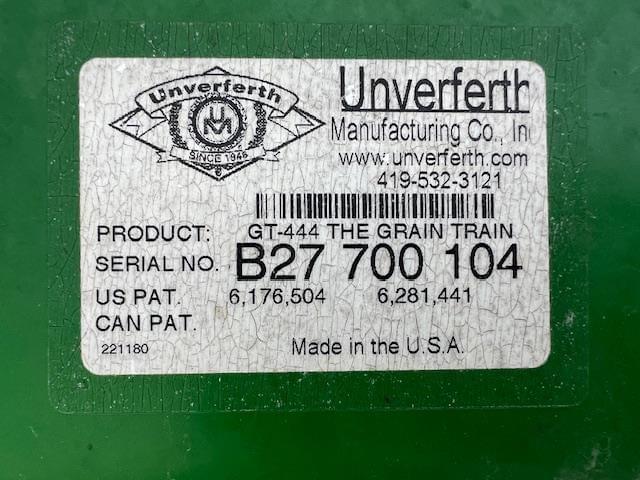 Unverferth
UM
SINCE 1948
Unverferth
Manufacturing Co., In
www.unverferth.com
419-532-3121
PRODUCT: GT-444 THE GRAIN TRAIN
SERIAL NO. B27 700 104
US PAT. 6,176,504 6,281,441
CAN PAT.
221180 Made in the U.S.A.